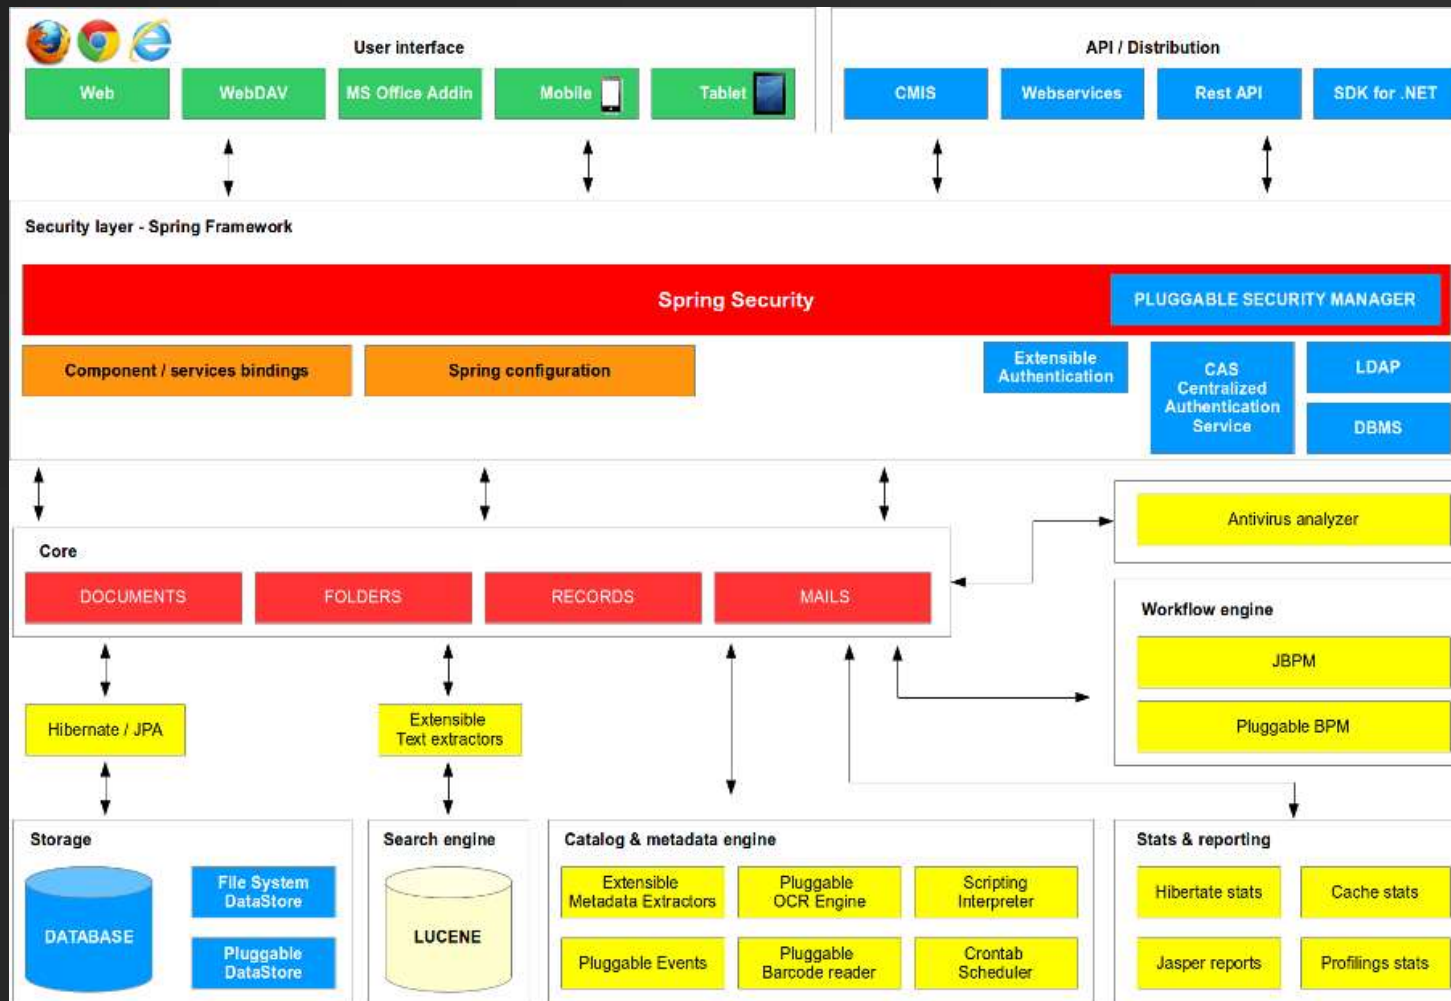 User interface
API / Distribution
Web
WebDAV
MS Office Addin
Mobile
Tablet
CMIS
Webservices
Rest API
SDK for .NET
Security layer - Spring Framework
Spring Security
PLUGGABLE SECURITY MANAGER
Component / services bindings
Spring configuration
Extensible
Authentication
CAS
Centralized
Authentication
Service
LDAP
DBMS
Core
DOCUMENTS
FOLDERS
RECORDS
MAILS
Antivirus analyzer
Workflow engine
JBPM
Pluggable BPM
Hibernate / JPA
Extensible
Text extractors
Storage
DATABASE
File System
DataStore
Pluggable
DataStore
Search engine
LUCENE
Catalog & metadata engine
Extensible
Metadata Extractors
Pluggable
OCR Engine
Scripting
Interpreter
Pluggable Events
Pluggable
Barcode reader
Crontab
Scheduler
Stats & reporting
Hibertate stats
Cache stats
Jasper reports
Profilings stats